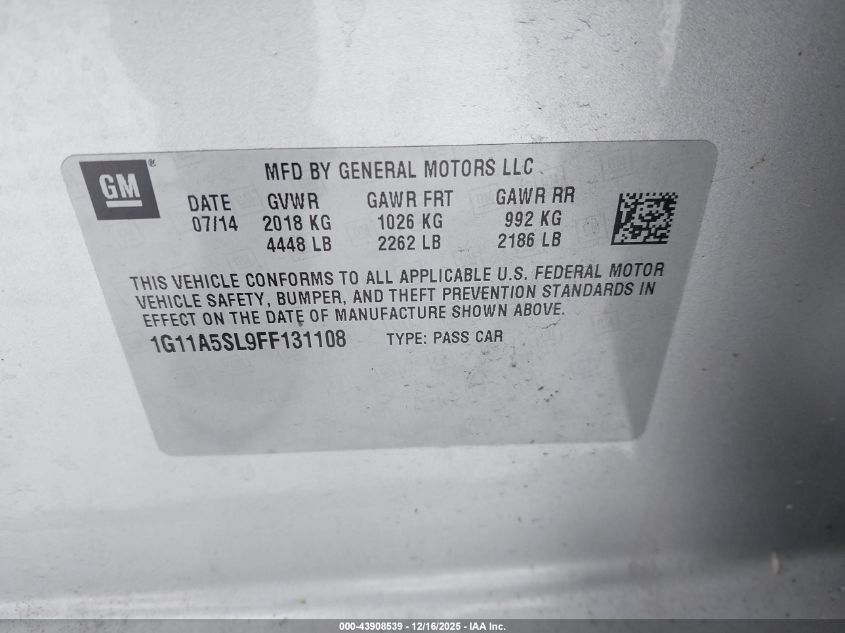 GM®
MFD BY GENERAL MOTORS LLC
DATE GVWR GAWR FRT GAWR RR
07/14 2018 KG 1026 KG 992 KG
4448 LB 2262 LB 2186 LB
THIS VEHICLE CONFORMS TO ALL APPLICABLE U.S. FEDERAL MOTOR
VEHICLE SAFETY, BUMPER, AND THEFT PREVENTION STANDARDS IN
EFFECT ON THE DATE OF MANUFACTURE SHOWN ABOVE.
1G11A5SL9FF131108 TYPE: PASS CAR
000-43908539 - 12/16/2025 - IAA Inc.